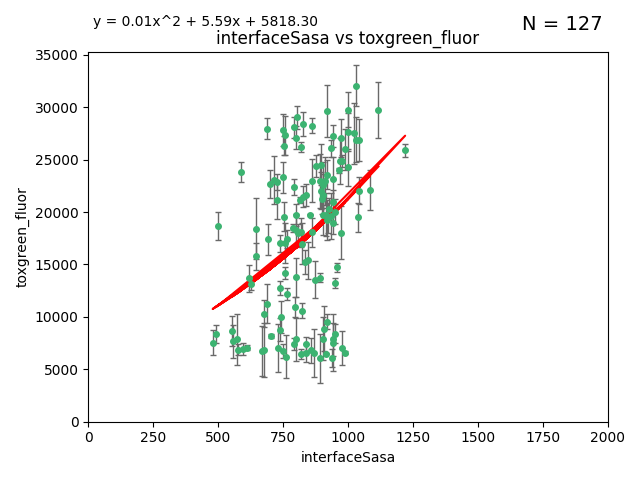 y = 0.01x^2 + 5.59x + 5818.30
N = 127
interfaceSasa vs toxgreen_fluor
35000
30000
25000
20000
15000
10000
5000
0
toxgreen_fluor
0 250 500 750 1000 1250 1500 1750 2000
interfaceSasa